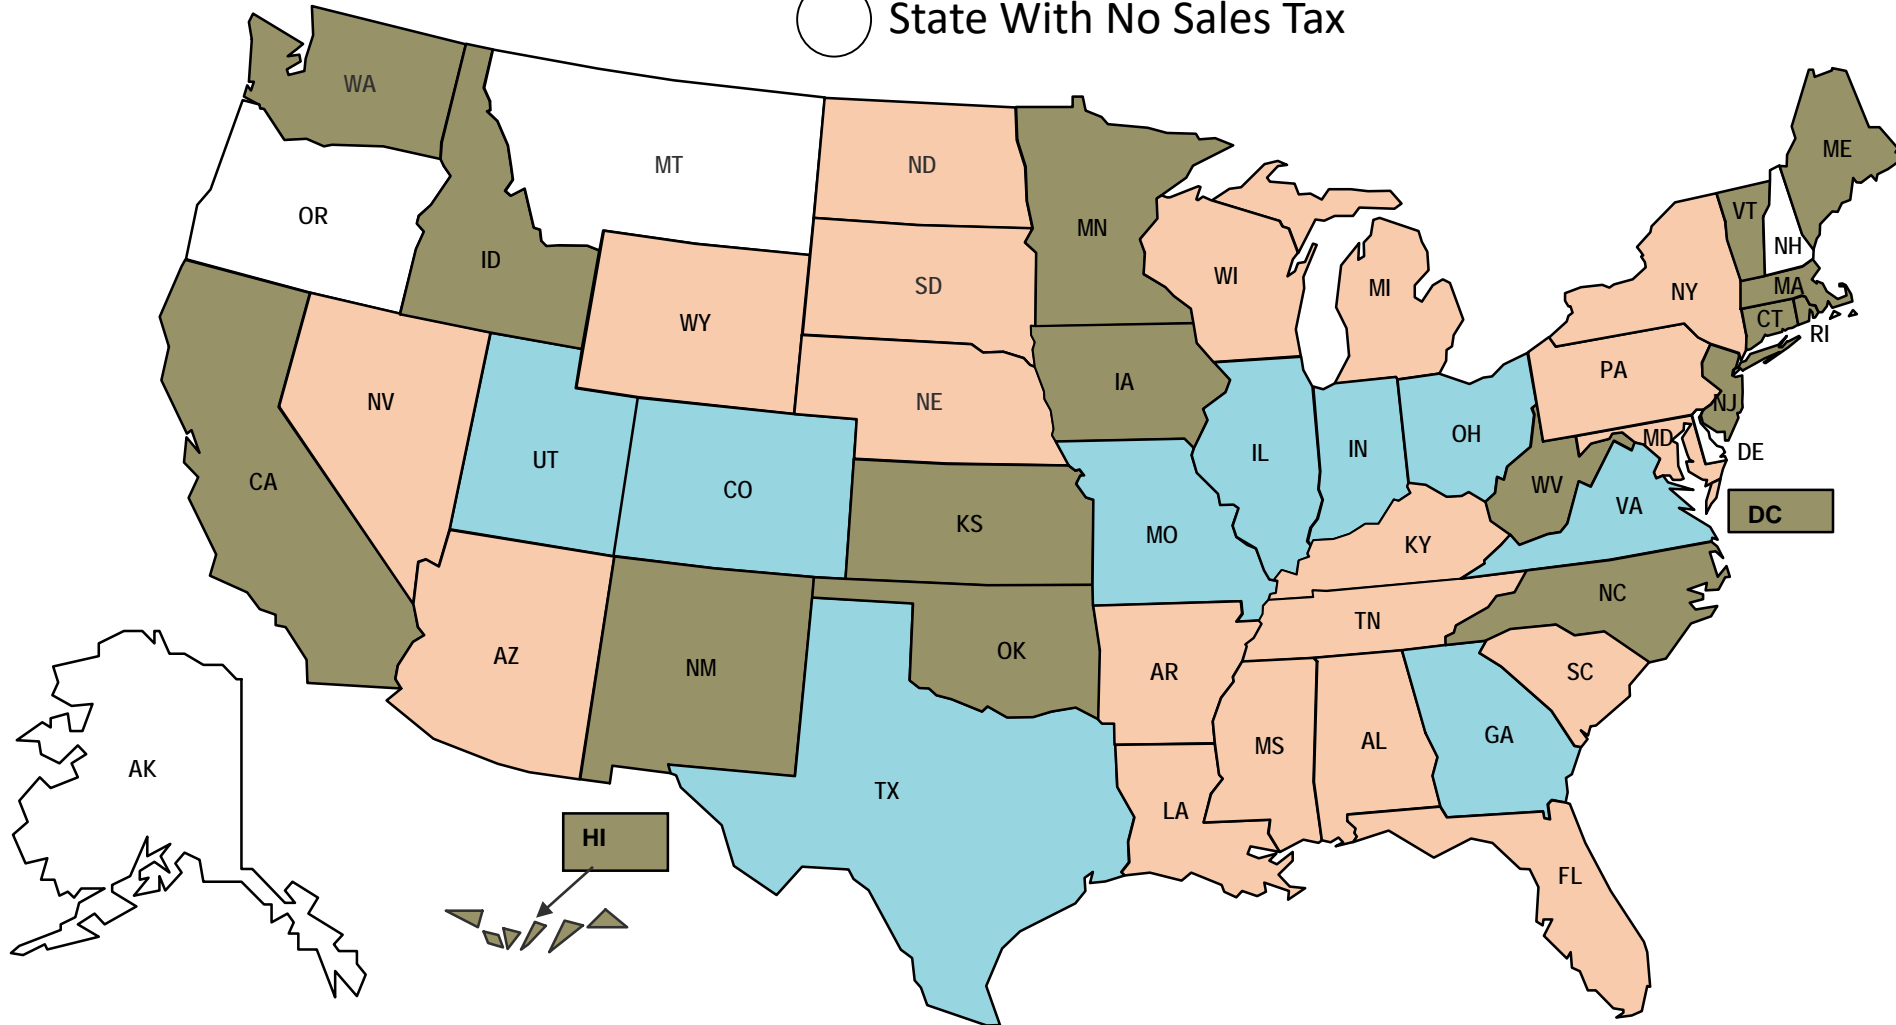 State With No Sales Tax
WA
MT
ND
ME
OR
MN
VT
NH
ID
WI
SD
MI
NY
MA
WY
CT
RI
PA
IA
NV
NE
NJ
OH
MD
UT
IL
IN
DE
CA
CO
WV
VA
DC
KS
MO
KY
NC
TN
AZ
NM
OK
AR
SC
MS
AL
GA
AK
TX
LA
HI
FL